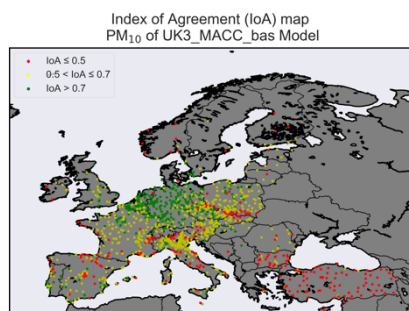 Index of Agreement (IoA) map
PM₁₀ of UK3_MACC_bas Model
IoA ≤ 0.5
0:5 < IoA ≤ 0.7
IoA > 0.7